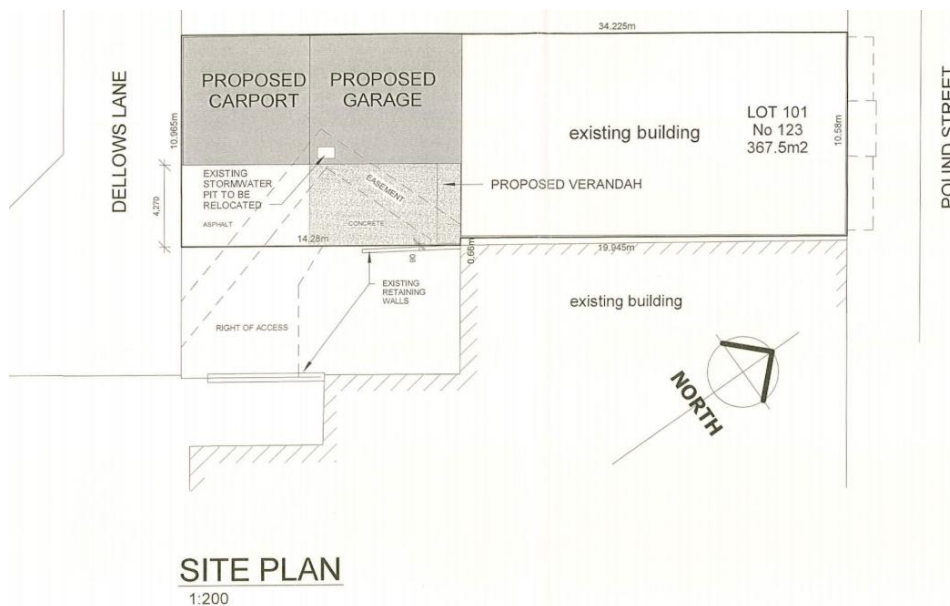 34.225m
DELLOWS LANE
10.965m
4,270
PROPOSED
CARPORT
PROPOSED
GARAGE
existing building
LOT 101
No 123
367.5m2
10.58m
POUND STREET
EXISTING
STORMWATER
PIT TO BE
RELOCATED
ASPHALT
EASEMENT
CONCRETE
PROPOSED VERANDAH
14.28m
90
0.66m
19.945m
EXISTING
RETAINING
WALLS
existing building
RIGHT OF ACCESS
NORTH
SITE PLAN
1:200